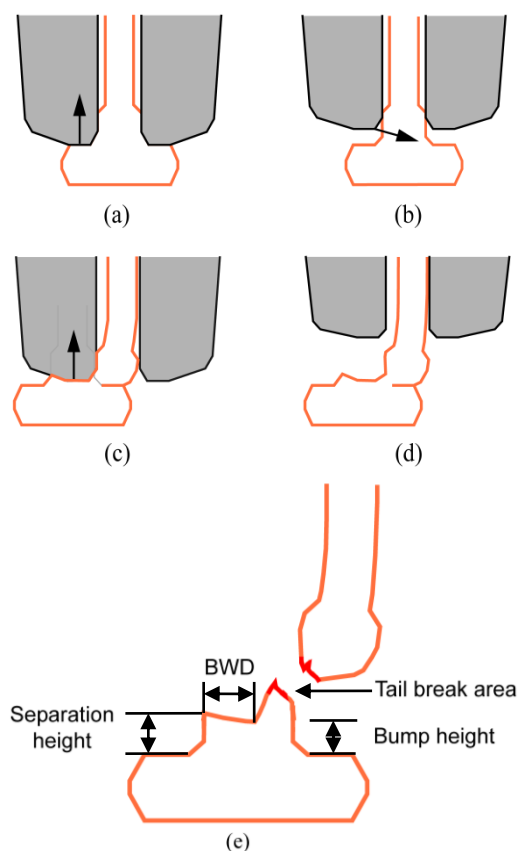 (a)
(b)
(c)
(d)
BWD
Tail break area
Separation
height
Bump height
(e)